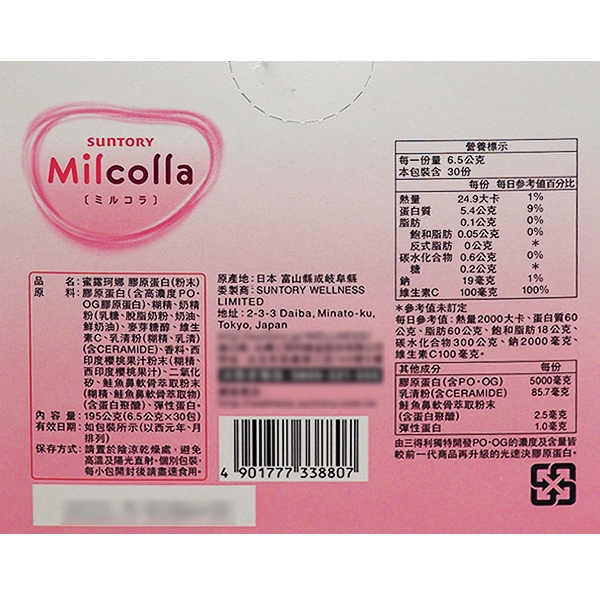 SUNTORY
Milcolla
〔ミルコラ〕
品名:蜜露珂娜 膠原蛋白(粉末)
原料:膠原蛋白(含高濃度PO・
OG膠原蛋白)、糊精、奶精
粉(乳糖、脫脂奶粉、奶油、
鮮奶油)、麥芽糖醇、維生
素C、乳清粉(糊精、乳清)
(含CERAMIDE)、香料、西
印度櫻桃果汁粉末(糊精、
西印度櫻桃果汁)、二氧化
矽、鮭魚鼻軟骨萃取粉末
(糊精、鮭魚鼻軟骨萃取物)
(含蛋白聚醣)、彈性蛋白。
內容量:195公克(6.5公克×30包)
有效日期:如包裝所示(以西元年、月
排列)
保存方式:請置於陰涼乾燥處,避免
高溫及陽光直射。個別包裝,
每小包開封後請盡速食用。
原產地:日本 富山縣或岐阜縣
委製商:SUNTORY WELLNESS
LIMITED
地址:2-3-3 Daiba, Minato-ku,
Tokyo, Japan
4 901777 338807
營養標示
每一份量 6.5公克
本包裝含 30份
每份 每日參考值百分比
熱量 24.9大卡 1%
蛋白質 5.4公克 9%
脂肪 0.1公克 0%
飽和脂肪 0.05公克 0%
反式脂肪 0公克 *
碳水化合物 0.6公克 0%
糖 0.2公克 *
鈉 19毫克 1%
維生素C 100毫克 100%
*參考值未訂定
每日參考值:熱量2000大卡、蛋白質60
公克、脂肪60公克、飽和脂肪18公克、
碳水化合物300公克、鈉2000毫克、
維生素C100毫克。
其他成分 每份
膠原蛋白(含PO・OG) 5000毫克
乳清粉(含CERAMIDE) 85.7毫克
鮭魚鼻軟骨萃取粉末
(含蛋白聚醣) 2.5毫克
彈性蛋白 1.0毫克
由三得利獨特開發PO・OG的濃度及含量皆
較前一代商品再升級的光速決膠原蛋白。